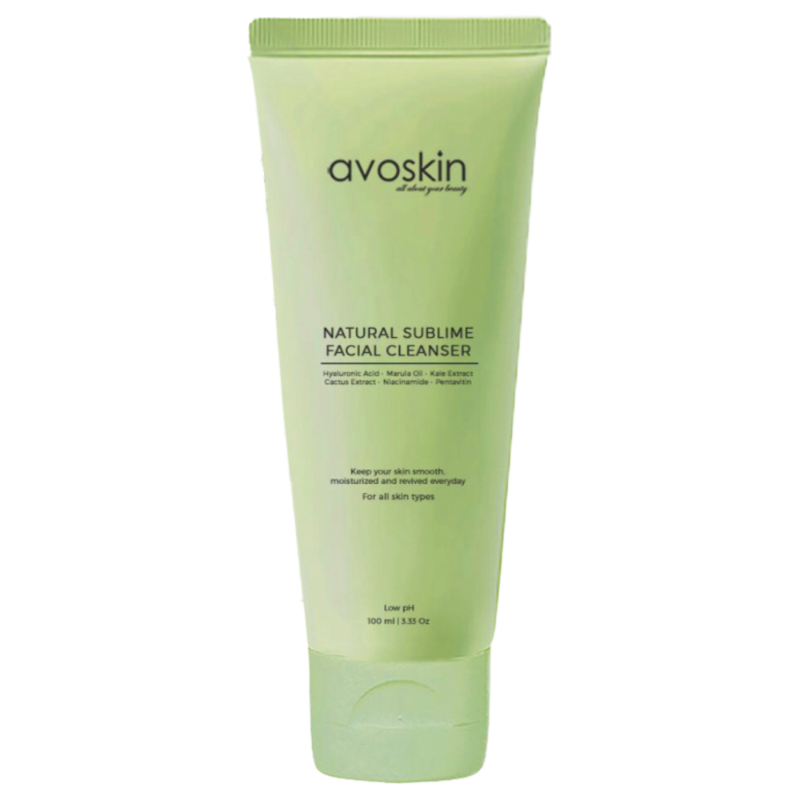 avoskin
all about your beauty
NATURAL SUBLIME
FACIAL CLEANSER
Hyaluronic Acid - Marula Oil - Kale Extract
Cactus Extract - Niacinamide - Pentavitin
Keep your skin smooth,
moisturized and revived everyday
For all skin types
Low pH
100 ml | 3.33 Oz